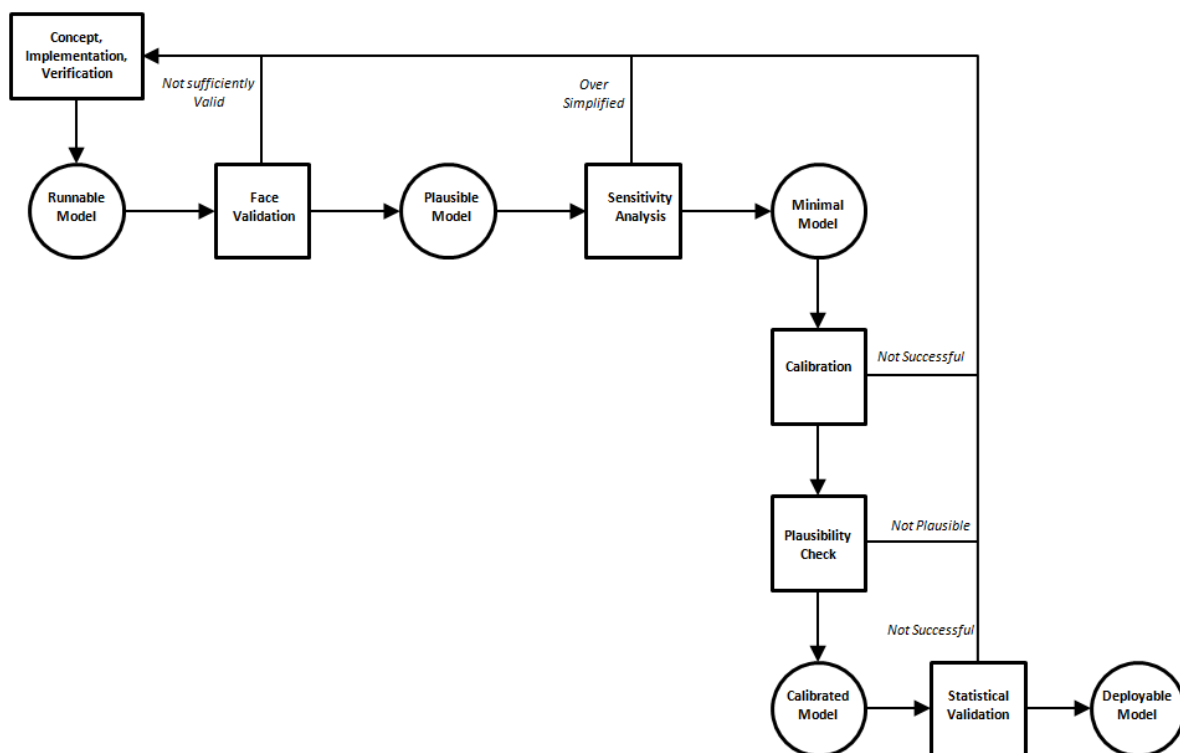 Concept,
Implementation,
Verification
Not sufficiently
Valid
Over
Simplified
Runnable
Model
Face
Validation
Plausible
Model
Sensitivity
Analysis
Minimal
Model
Calibration
Not Successful
Plausibility
Check
Not Plausible
Not Successful
Calibrated
Model
Statistical
Validation
Deployable
Model